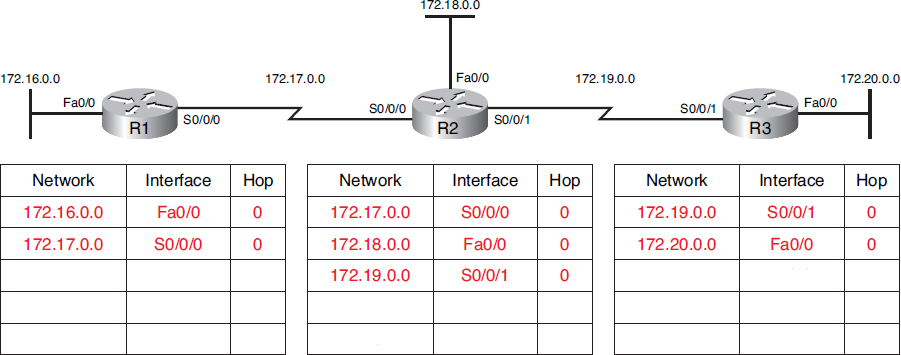 172.18.0.0
172.16.0.0 172.17.0.0 172.19.0.0 172.20.0.0
Fa0/0
Fa0/0 S0/0/0 S0/0/1 Fa0/0
R1 S0/0/0 R2 S0/0/1 R3
Network Interface Hop Network Interface Hop Network Interface Hop
172.16.0.0 Fa0/0 0 172.17.0.0 S0/0/0 0 172.19.0.0 S0/0/1 0
172.17.0.0 S0/0/0 0 172.18.0.0 Fa0/0 0 172.20.0.0 Fa0/0 0
172.19.0.0 S0/0/1 0